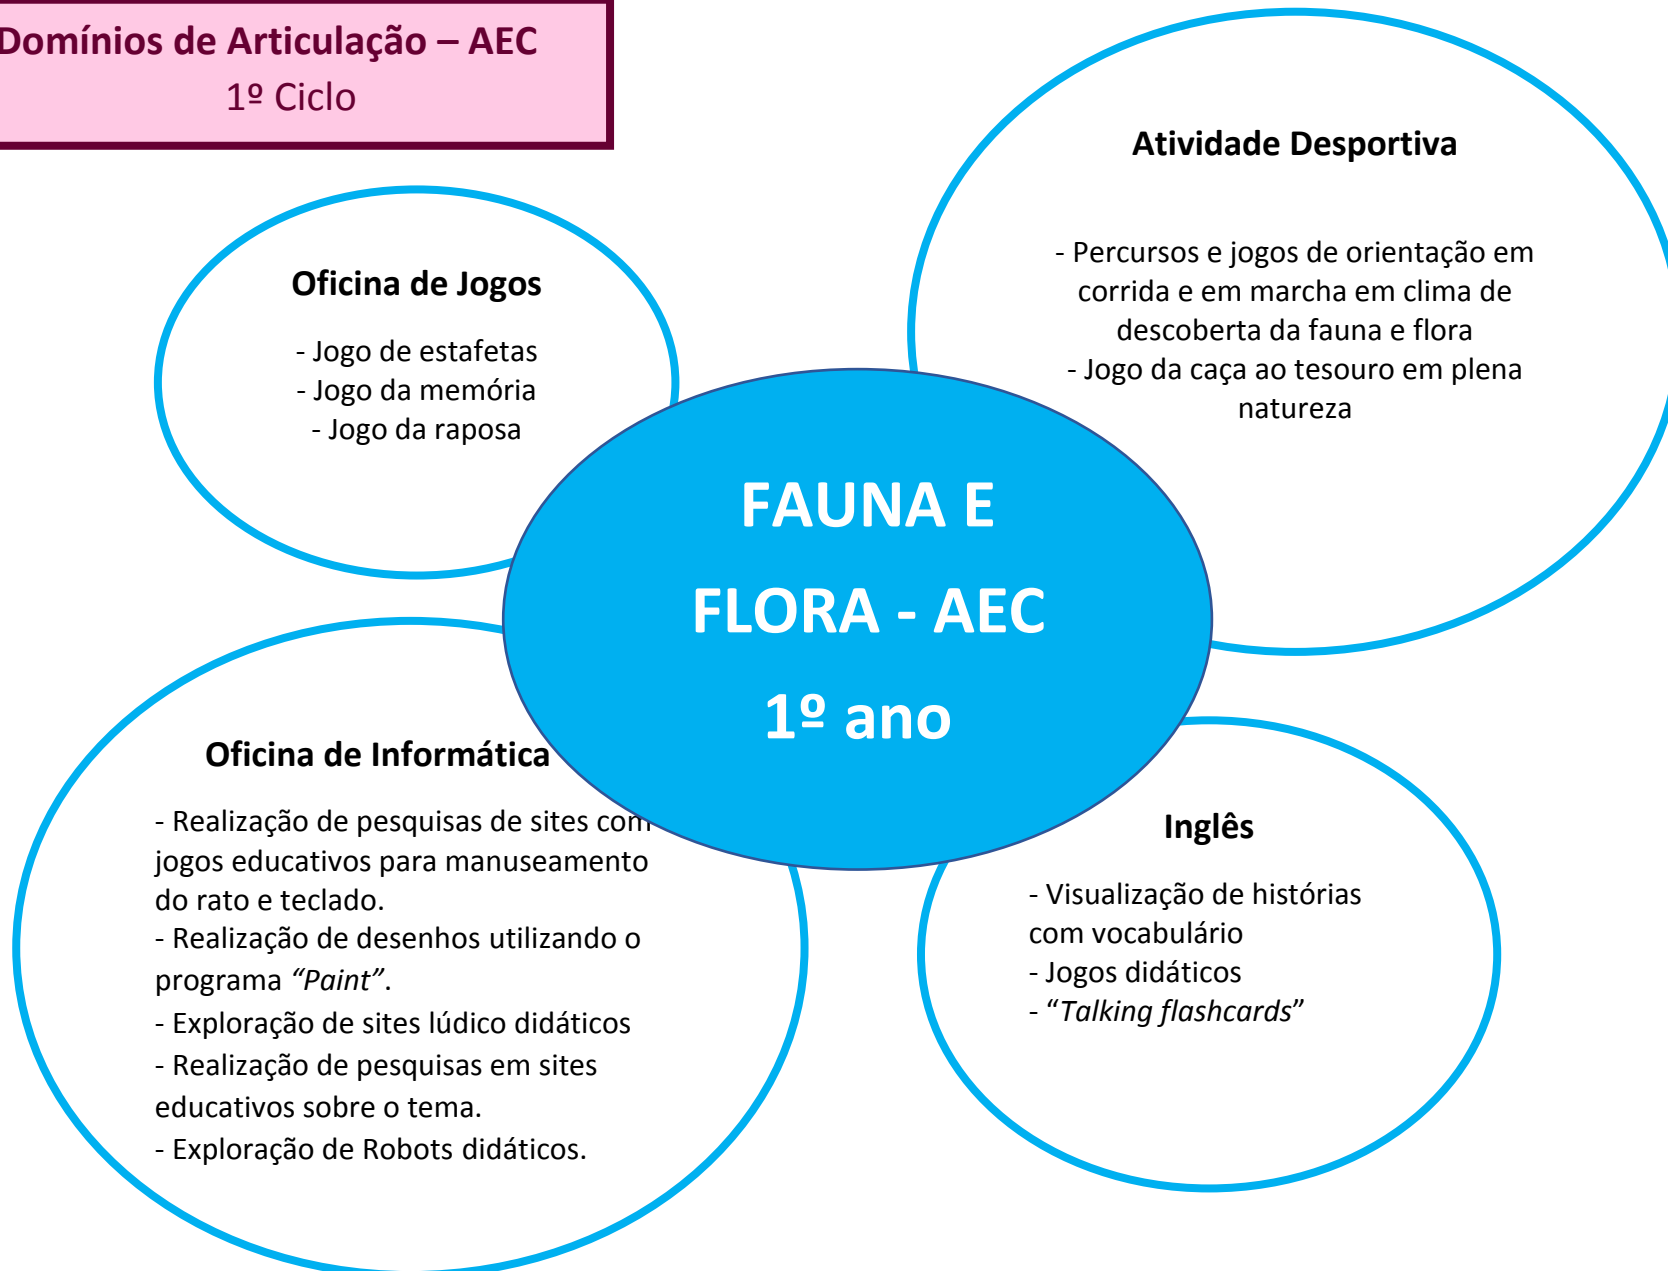 Domínios de Articulação – AEC
1º Ciclo
Atividade Desportiva
- Percursos e jogos de orientação em
corrida e em marcha em clima de
descoberta da fauna e flora
- Jogo da caça ao tesouro em plena
natureza
Oficina de Jogos
- Jogo de estafetas
- Jogo da memória
- Jogo da raposa
FAUNA E
FLORA - AEC
1º ano
Oficina de Informática
- Realização de pesquisas de sites com
jogos educativos para manuseamento
do rato e teclado.
- Realização de desenhos utilizando o
programa “Paint”.
- Exploração de sites lúdico didáticos
- Realização de pesquisas em sites
educativos sobre o tema.
- Exploração de Robots didáticos.
Inglês
- Visualização de histórias
com vocabulário
- Jogos didáticos
- “Talking flashcards”